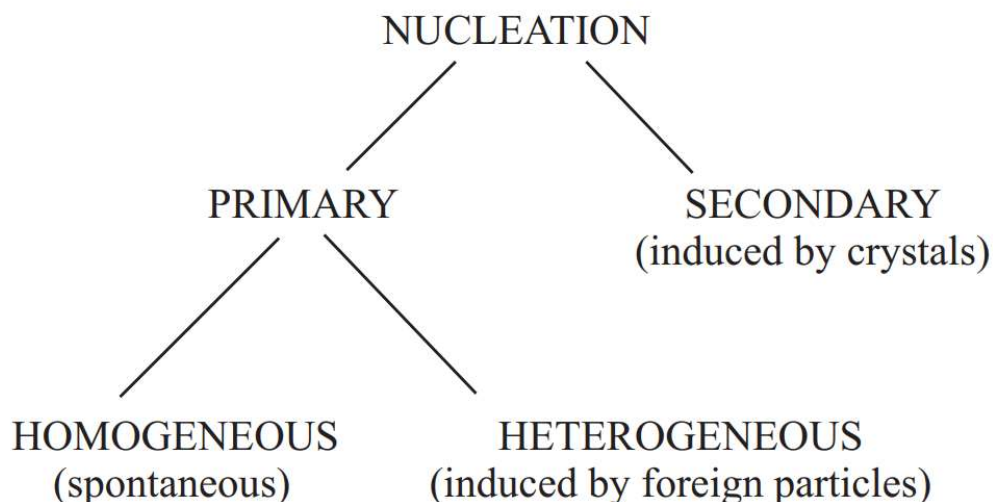 NUCLEATION
PRIMARY
SECONDARY
(induced by crystals)
HOMOGENEOUS
(spontaneous)
HETEROGENEOUS
(induced by foreign particles)